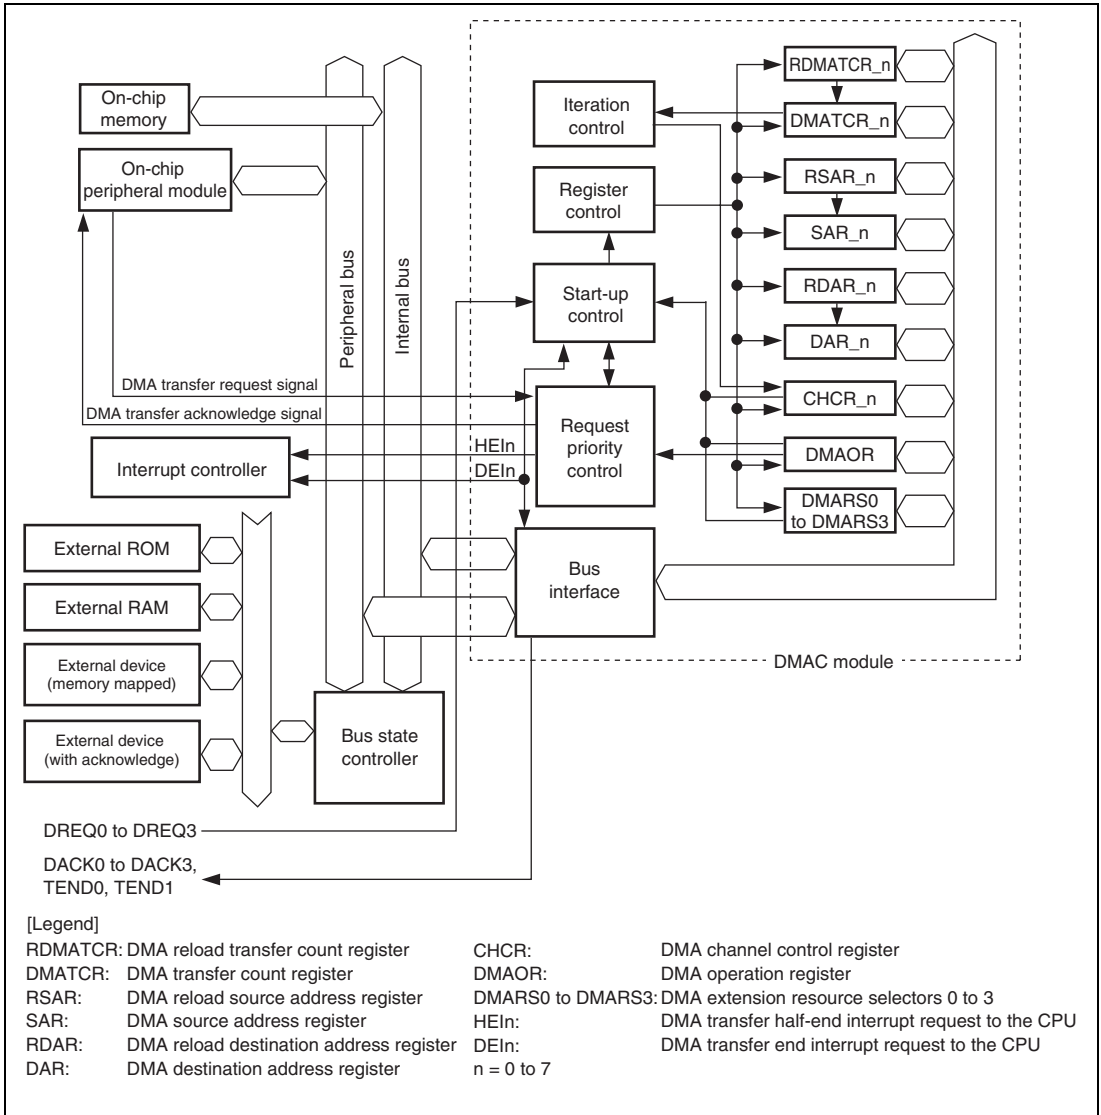 On-chip
memory
On-chip
peripheral module
Peripheral bus
Internal bus
Iteration
control
Register
control
Start-up
control
Request
priority
control
Bus
interface
RDMATCR_n
DMATCR_n
RSAR_n
SAR_n
RDAR_n
DAR_n
CHCR_n
DMAOR
DMARS0
to DMARS3
DMA transfer request signal
DMA transfer acknowledge signal
HEIn
DEIn
Interrupt controller
External ROM
External RAM
External device
(memory mapped)
External device
(with acknowledge)
Bus state
controller
DMAC module
DREQ0 to DREQ3
DACK0 to DACK3,
TEND0, TEND1
[Legend]
RDMATCR: DMA reload transfer count register
DMATCR: DMA transfer count register
RSAR: DMA reload source address register
SAR: DMA source address register
RDAR: DMA reload destination address register
DAR: DMA destination address register
CHCR: DMA channel control register
DMAOR: DMA operation register
DMARS0 to DMARS3: DMA extension resource selectors 0 to 3
HEIn: DMA transfer half-end interrupt request to the CPU
DEIn: DMA transfer end interrupt request to the CPU
n = 0 to 7